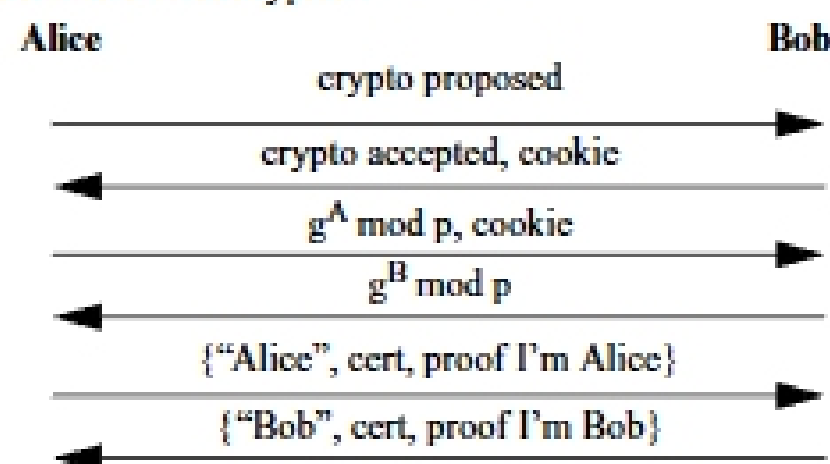 Alice Bob
crypto proposed
crypto accepted, cookie
g^A mod p, cookie
g^B mod p
{“Alice”, cert, proof I’m Alice}
{“Bob”, cert, proof I’m Bob}